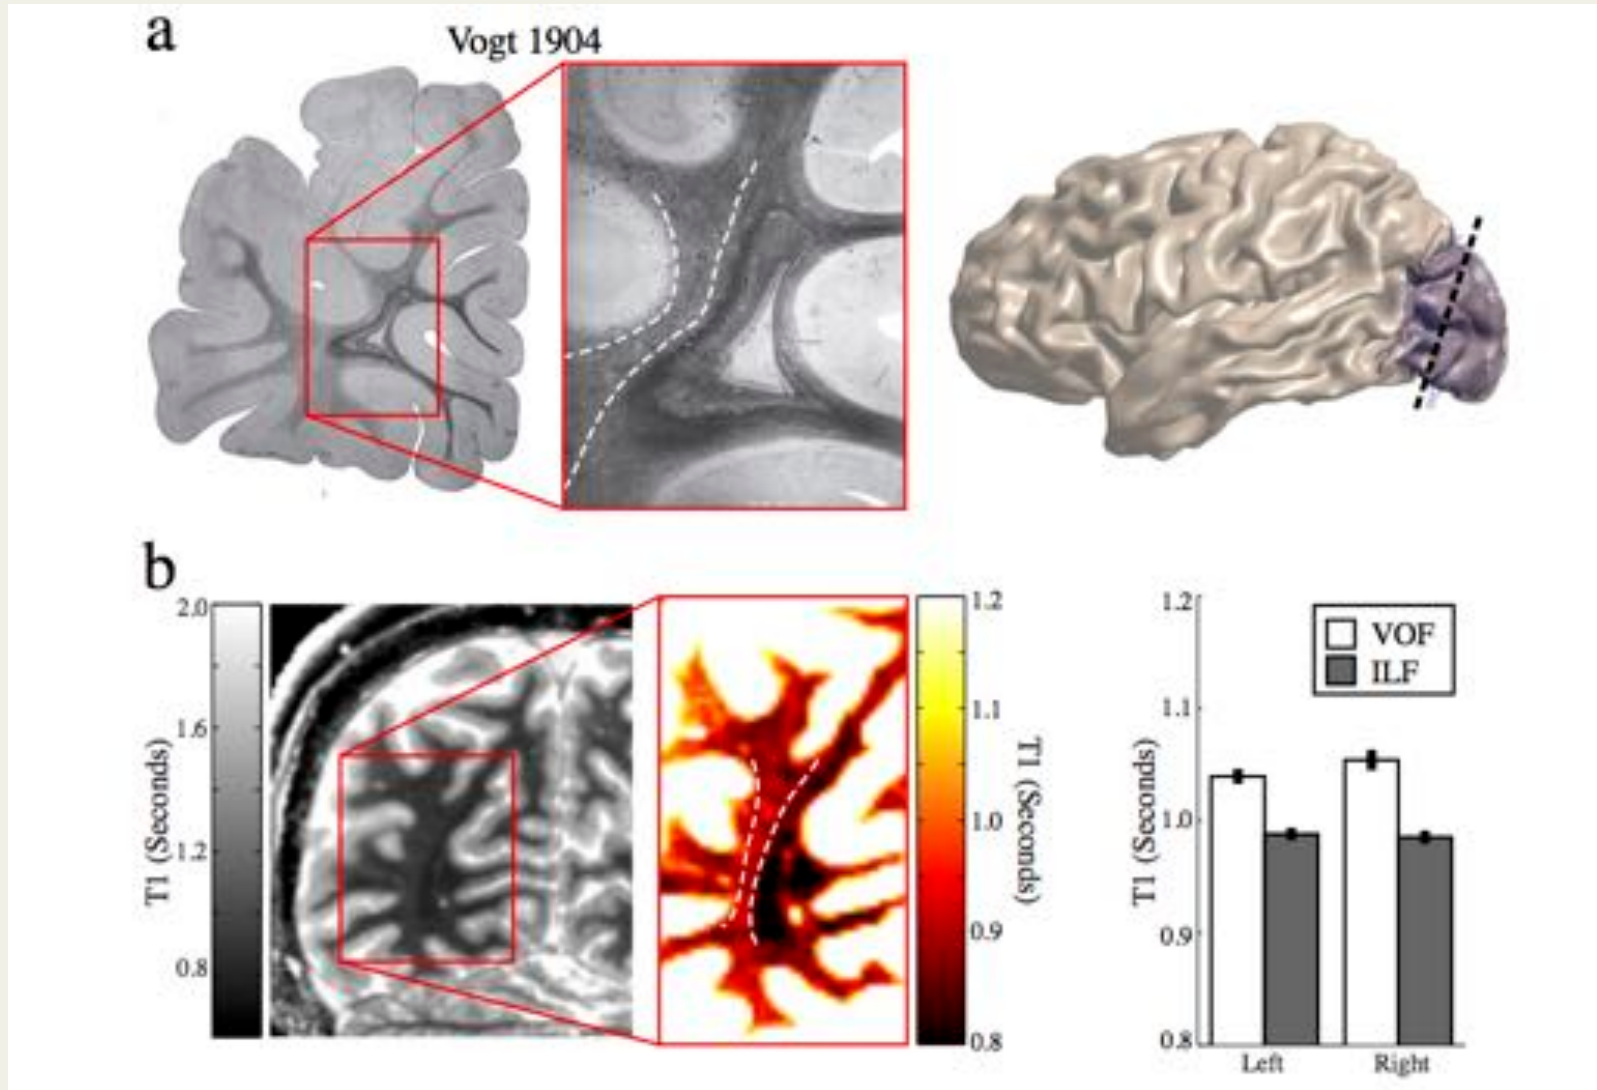 a
Vogt 1904
b
2.0
1.6
1.2
0.8
T1 (Seconds)
1.2
1.1
1.0
0.9
0.8
T1 (Seconds)
1.2
1.1
1.0
0.9
0.8
T1 (Seconds)
VOF
ILF
Left
Right